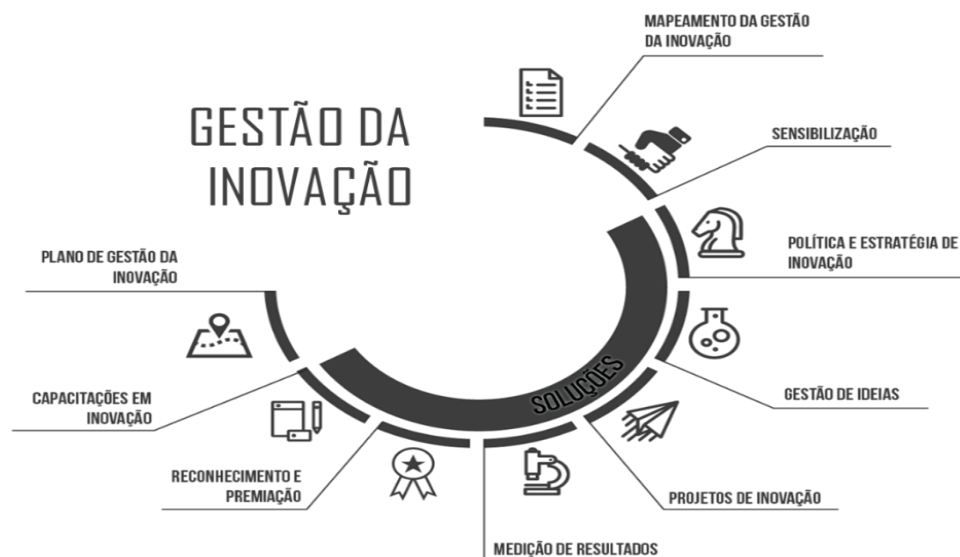 GESTÃO DA
INOVAÇÃO
MAPEAMENTO DA GESTÃO
DA INOVAÇÃO
SENSIBILIZAÇÃO
POLÍTICA E ESTRATÉGIA DE
INOVAÇÃO
GESTÃO DE IDEIAS
PROJETOS DE INOVAÇÃO
MEDIÇÃO DE RESULTADOS
RECONHECIMENTO E
PREMIAÇÃO
CAPACITAÇÕES EM
INOVAÇÃO
PLANO DE GESTÃO DA
INOVAÇÃO
SOLUÇÕES